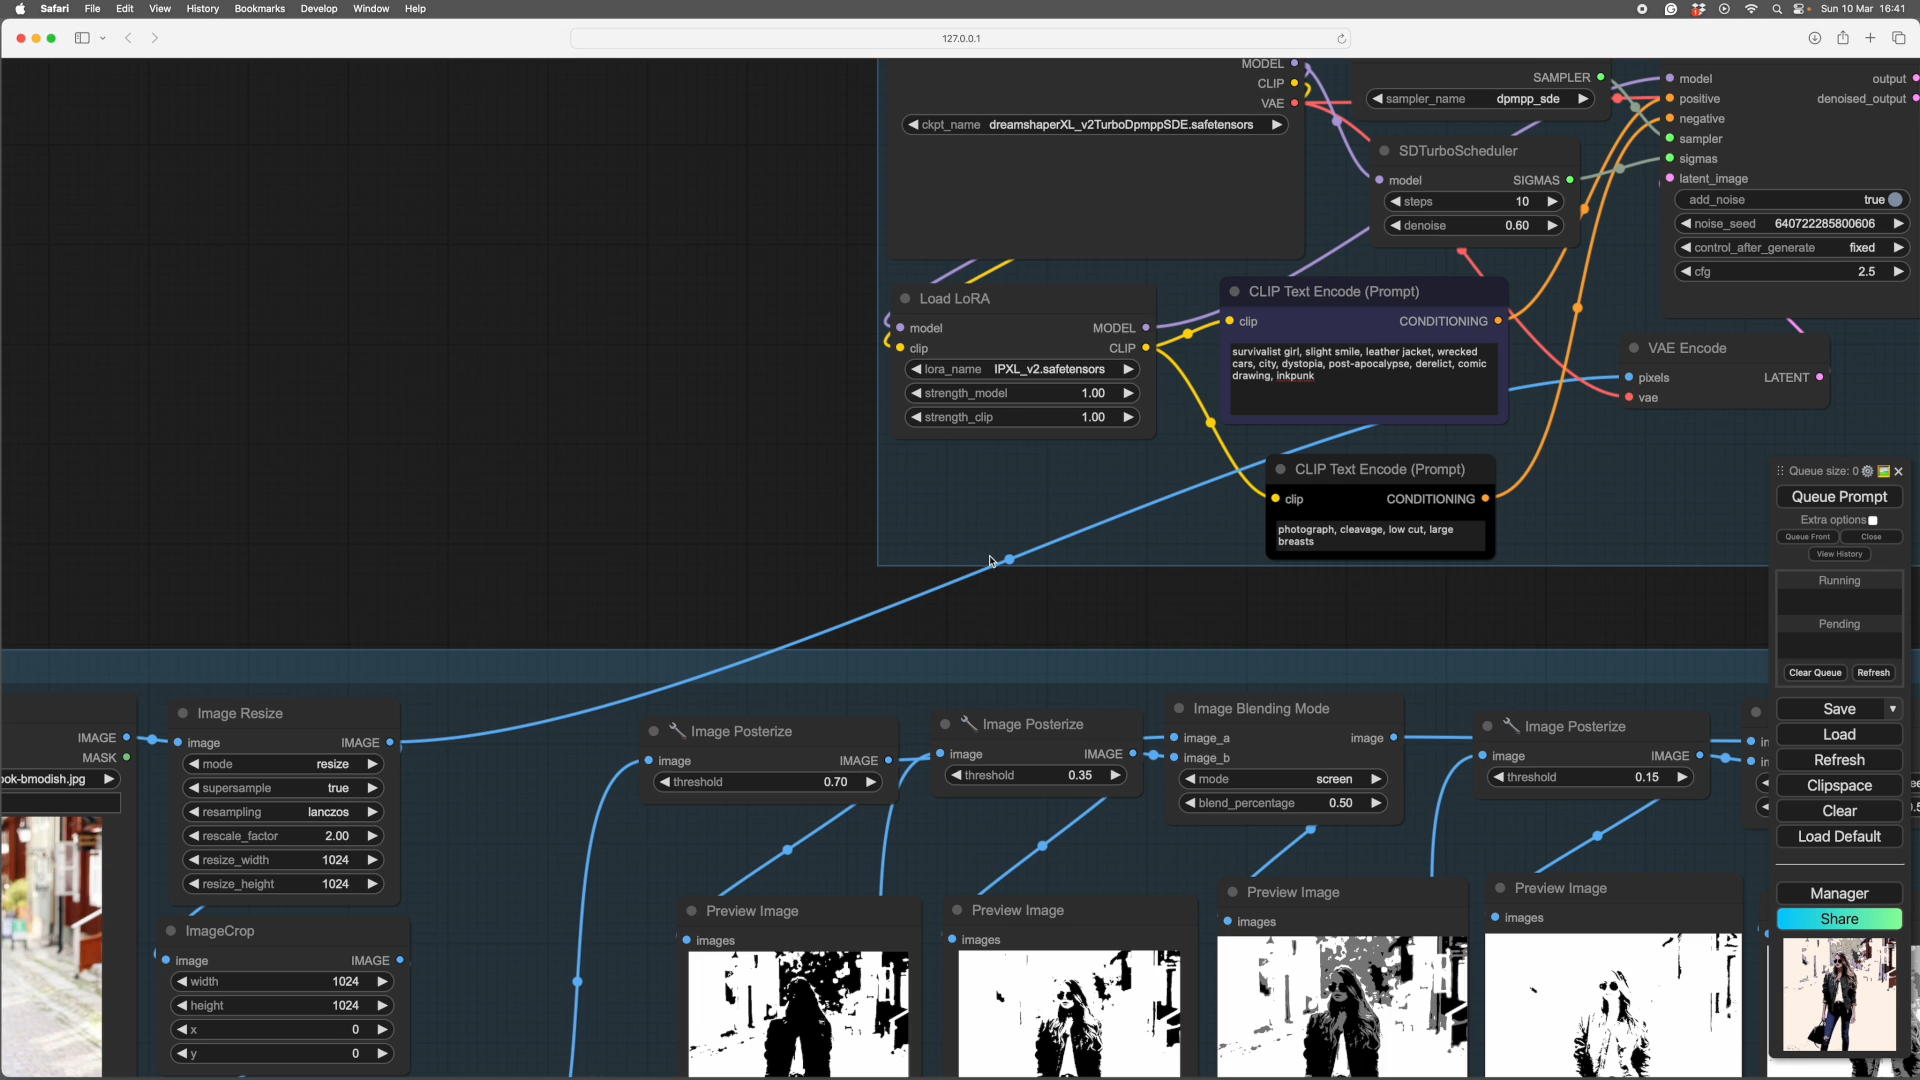 Safari File Edit View History Bookmarks Develop Window Help
Sun 10 Mar 16:41
127.0.0.1
MODEL
CLIP
VAE
ckpt_name dreamshaperXL_v2TurboDpmppSDE.safetensors
SAMPLER
sampler_name dpmpp_sde
SDTurboScheduler
model SIGMAS
steps 10
denoise 0.60
model output
positive denoised_output
negative
sampler
sigmas
latent_image
add_noise true
noise_seed 640722285800606
control_after_generate fixed
cfg 2.5
Load LoRA
model MODEL
clip CLIP
lora_name IPXL_v2.safetensors
strength_model 1.00
strength_clip 1.00
CLIP Text Encode (Prompt)
clip CONDITIONING
survivalist girl, slight smile, leather jacket, wrecked
cars, city, dystopia, post-apocalypse, derelict, comic
drawing, inkpunk
VAE Encode
pixels LATENT
vae
CLIP Text Encode (Prompt)
clip CONDITIONING
photograph, cleavage, low cut, large
breasts
Queue size: 0
Queue Prompt
Extra options
Queue Front Close
View History
Running
Pending
Clear Queue Refresh
Save
Load
Refresh
Clipspace
Clear
Load Default
Manager
Share
IMAGE
MASK
ook-bmodish.jpg
Image Resize
image IMAGE
mode resize
supersample true
resampling lanczos
rescale_factor 2.00
resize_width 1024
resize_height 1024
ImageCrop
image IMAGE
width 1024
height 1024
x 0
y 0
Image Posterize
image IMAGE
threshold 0.70
Image Posterize
image IMAGE
threshold 0.35
Image Blending Mode
image_a image
image_b
mode screen
blend_percentage 0.50
Image Posterize
image IMAGE
threshold 0.15
Preview Image
images
Preview Image
images
Preview Image
images
Preview Image
images